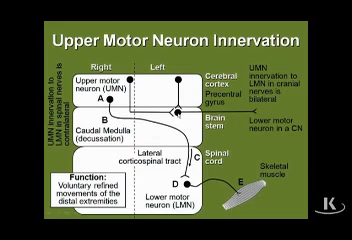 Upper Motor Neuron Innervation
Right
Left
UMN innervation to
LMN in spinal nerves is
contralateral
Upper motor
neuron (UMN)
A
B
Caudal Medulla
(decussation)
Cerebral
cortex
Precentral
gyrus
Brain
stem
UMN
innervation to
LMN in cranial
nerves is
bilateral
Lower motor
neuron in a CN
Lateral
corticospinal tract
C
Spinal
cord
Function:
Voluntary refined
movements of the
distal extremities
D
Lower motor
neuron (LMN)
E
Skeletal
muscle
K